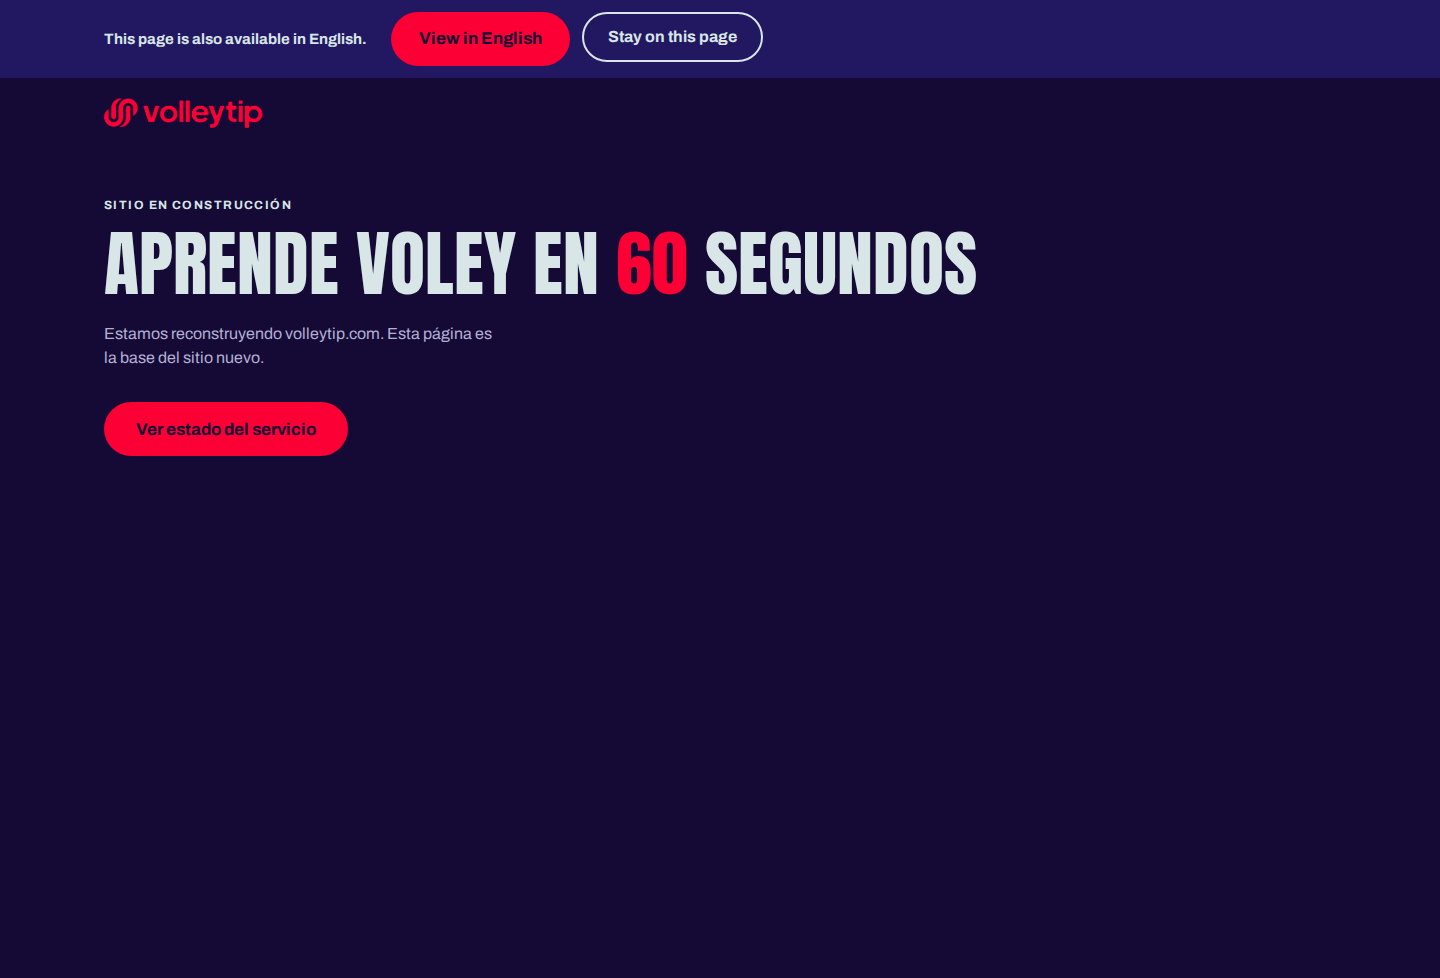 This page is also available in English.
View in English
Stay on this page
volleytip
SITIO EN CONSTRUCCIÓN
APRENDE VOLEY EN 60 SEGUNDOS
Estamos reconstruyendo volleytip.com. Esta página es
la base del sitio nuevo.
Ver estado del servicio